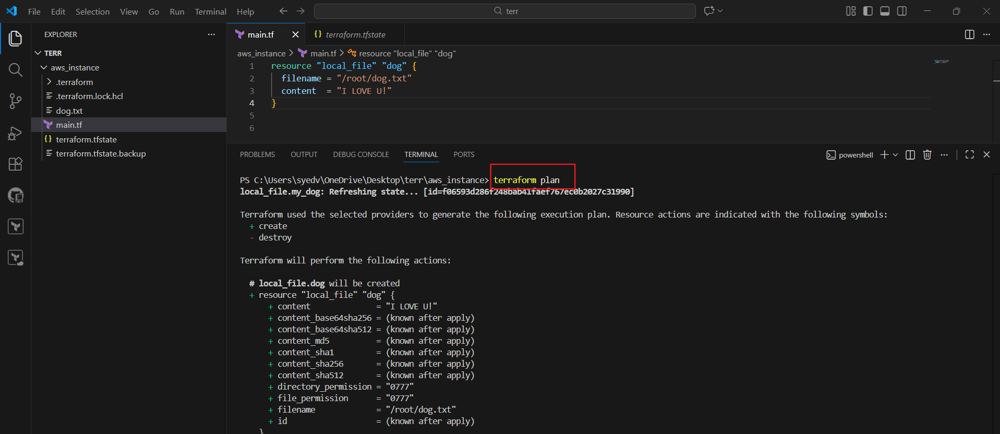 File Edit Selection View Go Run Terminal Help
terr
EXPLORER
TERR
aws_instance
.terraform
.terraform.lock.hcl
dog.txt
main.tf
terraform.tfstate
terraform.tfstate.backup
main.tf
terraform.tfstate
aws_instance > main.tf > resource "local_file" "dog"
1 resource "local_file" "dog" {
2 filename = "/root/dog.txt"
3 content  = "I LOVE U!"
4 }
5
6
PROBLEMS OUTPUT DEBUG CONSOLE TERMINAL PORTS
powershell
PS C:\Users\syedv\OneDrive\Desktop\terr\aws_instance> terraform plan
local_file.my_dog: Refreshing state... [id=f06593d286f248bab41faef767ec0b2027c31990]
Terraform used the selected providers to generate the following execution plan. Resource actions are indicated with the following symbols:
+ create
- destroy
Terraform will perform the following actions:
# local_file.dog will be created
+ resource "local_file" "dog" {
+ content              = "I LOVE U!"
+ content_base64sha256 = (known after apply)
+ content_base64sha512 = (known after apply)
+ content_md5          = (known after apply)
+ content_sha1         = (known after apply)
+ content_sha256       = (known after apply)
+ content_sha512       = (known after apply)
+ directory_permission = "0777"
+ file_permission      = "0777"
+ filename             = "/root/dog.txt"
+ id                   = (known after apply)
}